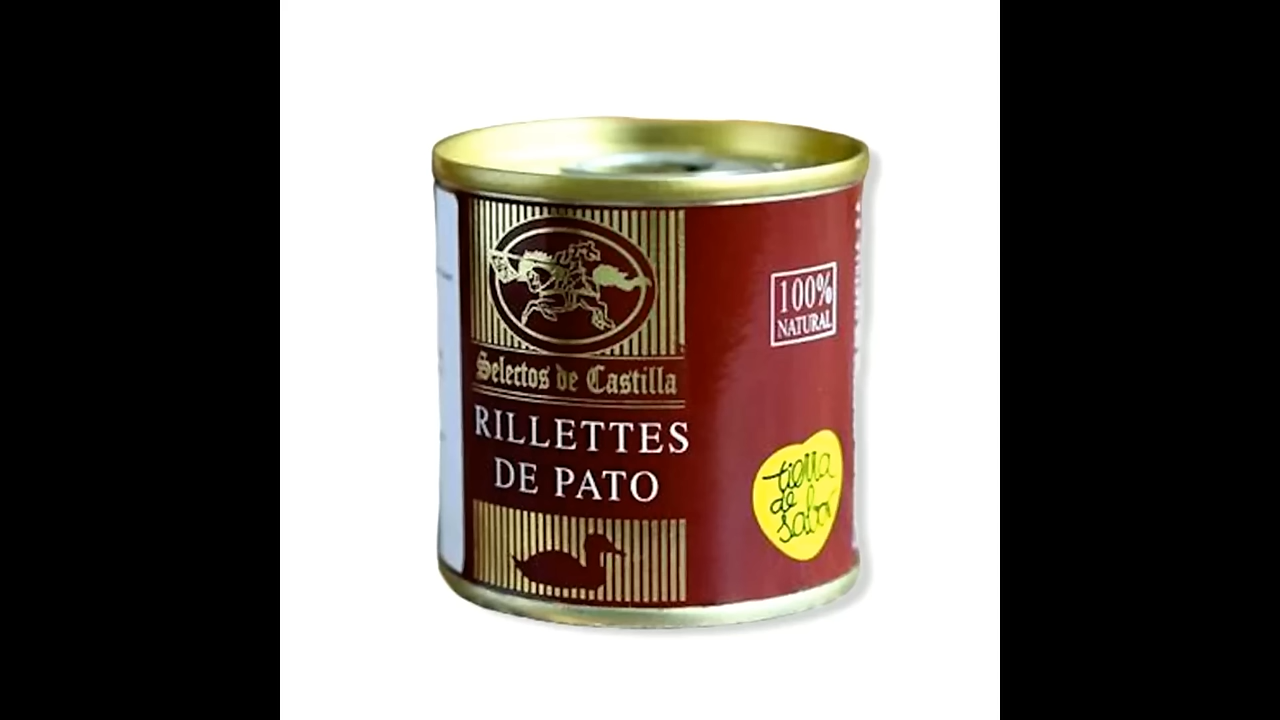 Selectos de Castilla
RILLETTES
DE PATO
100%
NATURAL
tierra
de
sabor